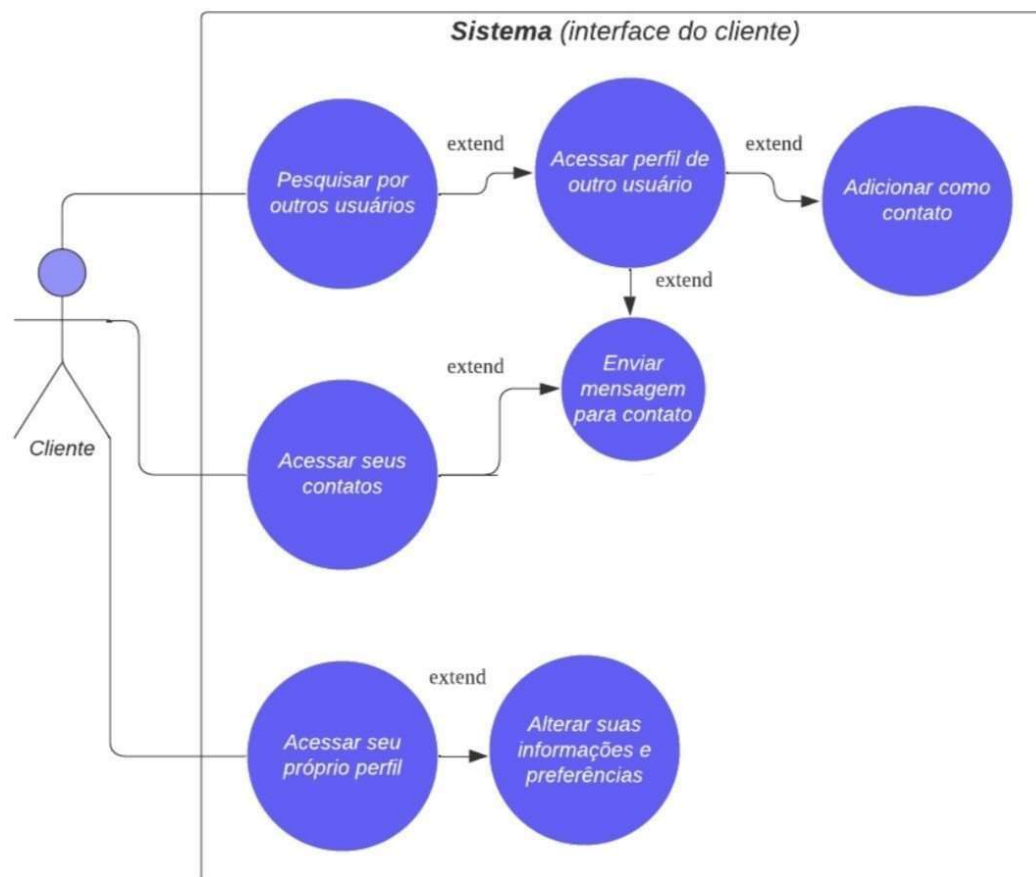 Sistema (interface do cliente)
Pesquisar por
outros usuários
extend
Acessar perfil de
outro usuário
extend
Adicionar como
contato
extend
Cliente
Acessar seus
contatos
extend
Enviar
mensagem
para contato
Acessar seu
próprio perfil
extend
Alterar suas
informações e
preferências